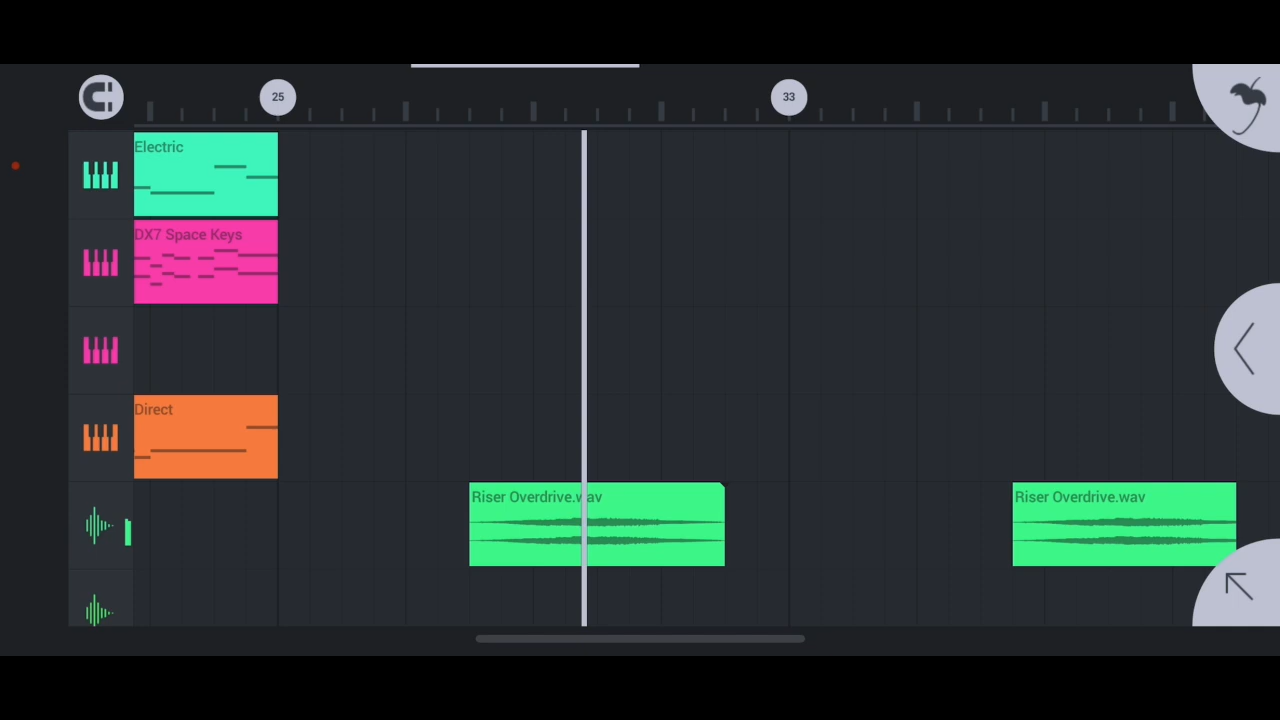 25
33
Electric
DX7 Space Keys
Direct
Riser Overdrive.wav
Riser Overdrive.wav